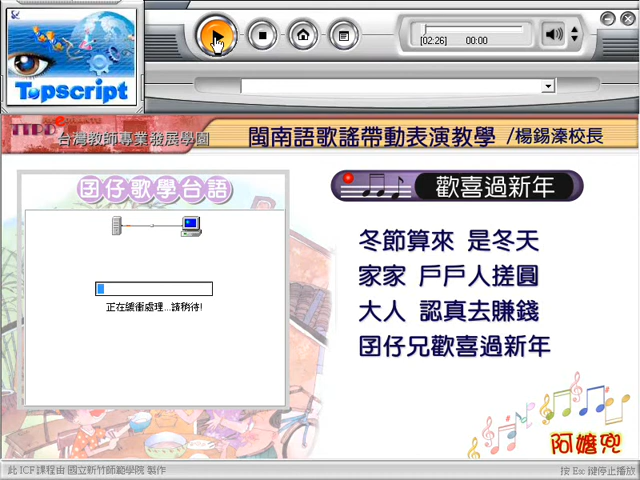 [02:26] 00:00
Topscript
TTPDA
台灣教師專業發展學園
閩南語歌謠帶動表演教學 /楊錫溱校長
囝仔歌學台語
歡喜過新年
正在緩衝處理...請稍待!
冬節算來 是冬天
家家 戶戶人搓圓
大人 認真去賺錢
囝仔兄歡喜過新年
阿嬤兜
此 ICF 課程由 國立新竹師範學院 製作
按 Esc 鍵停止播放